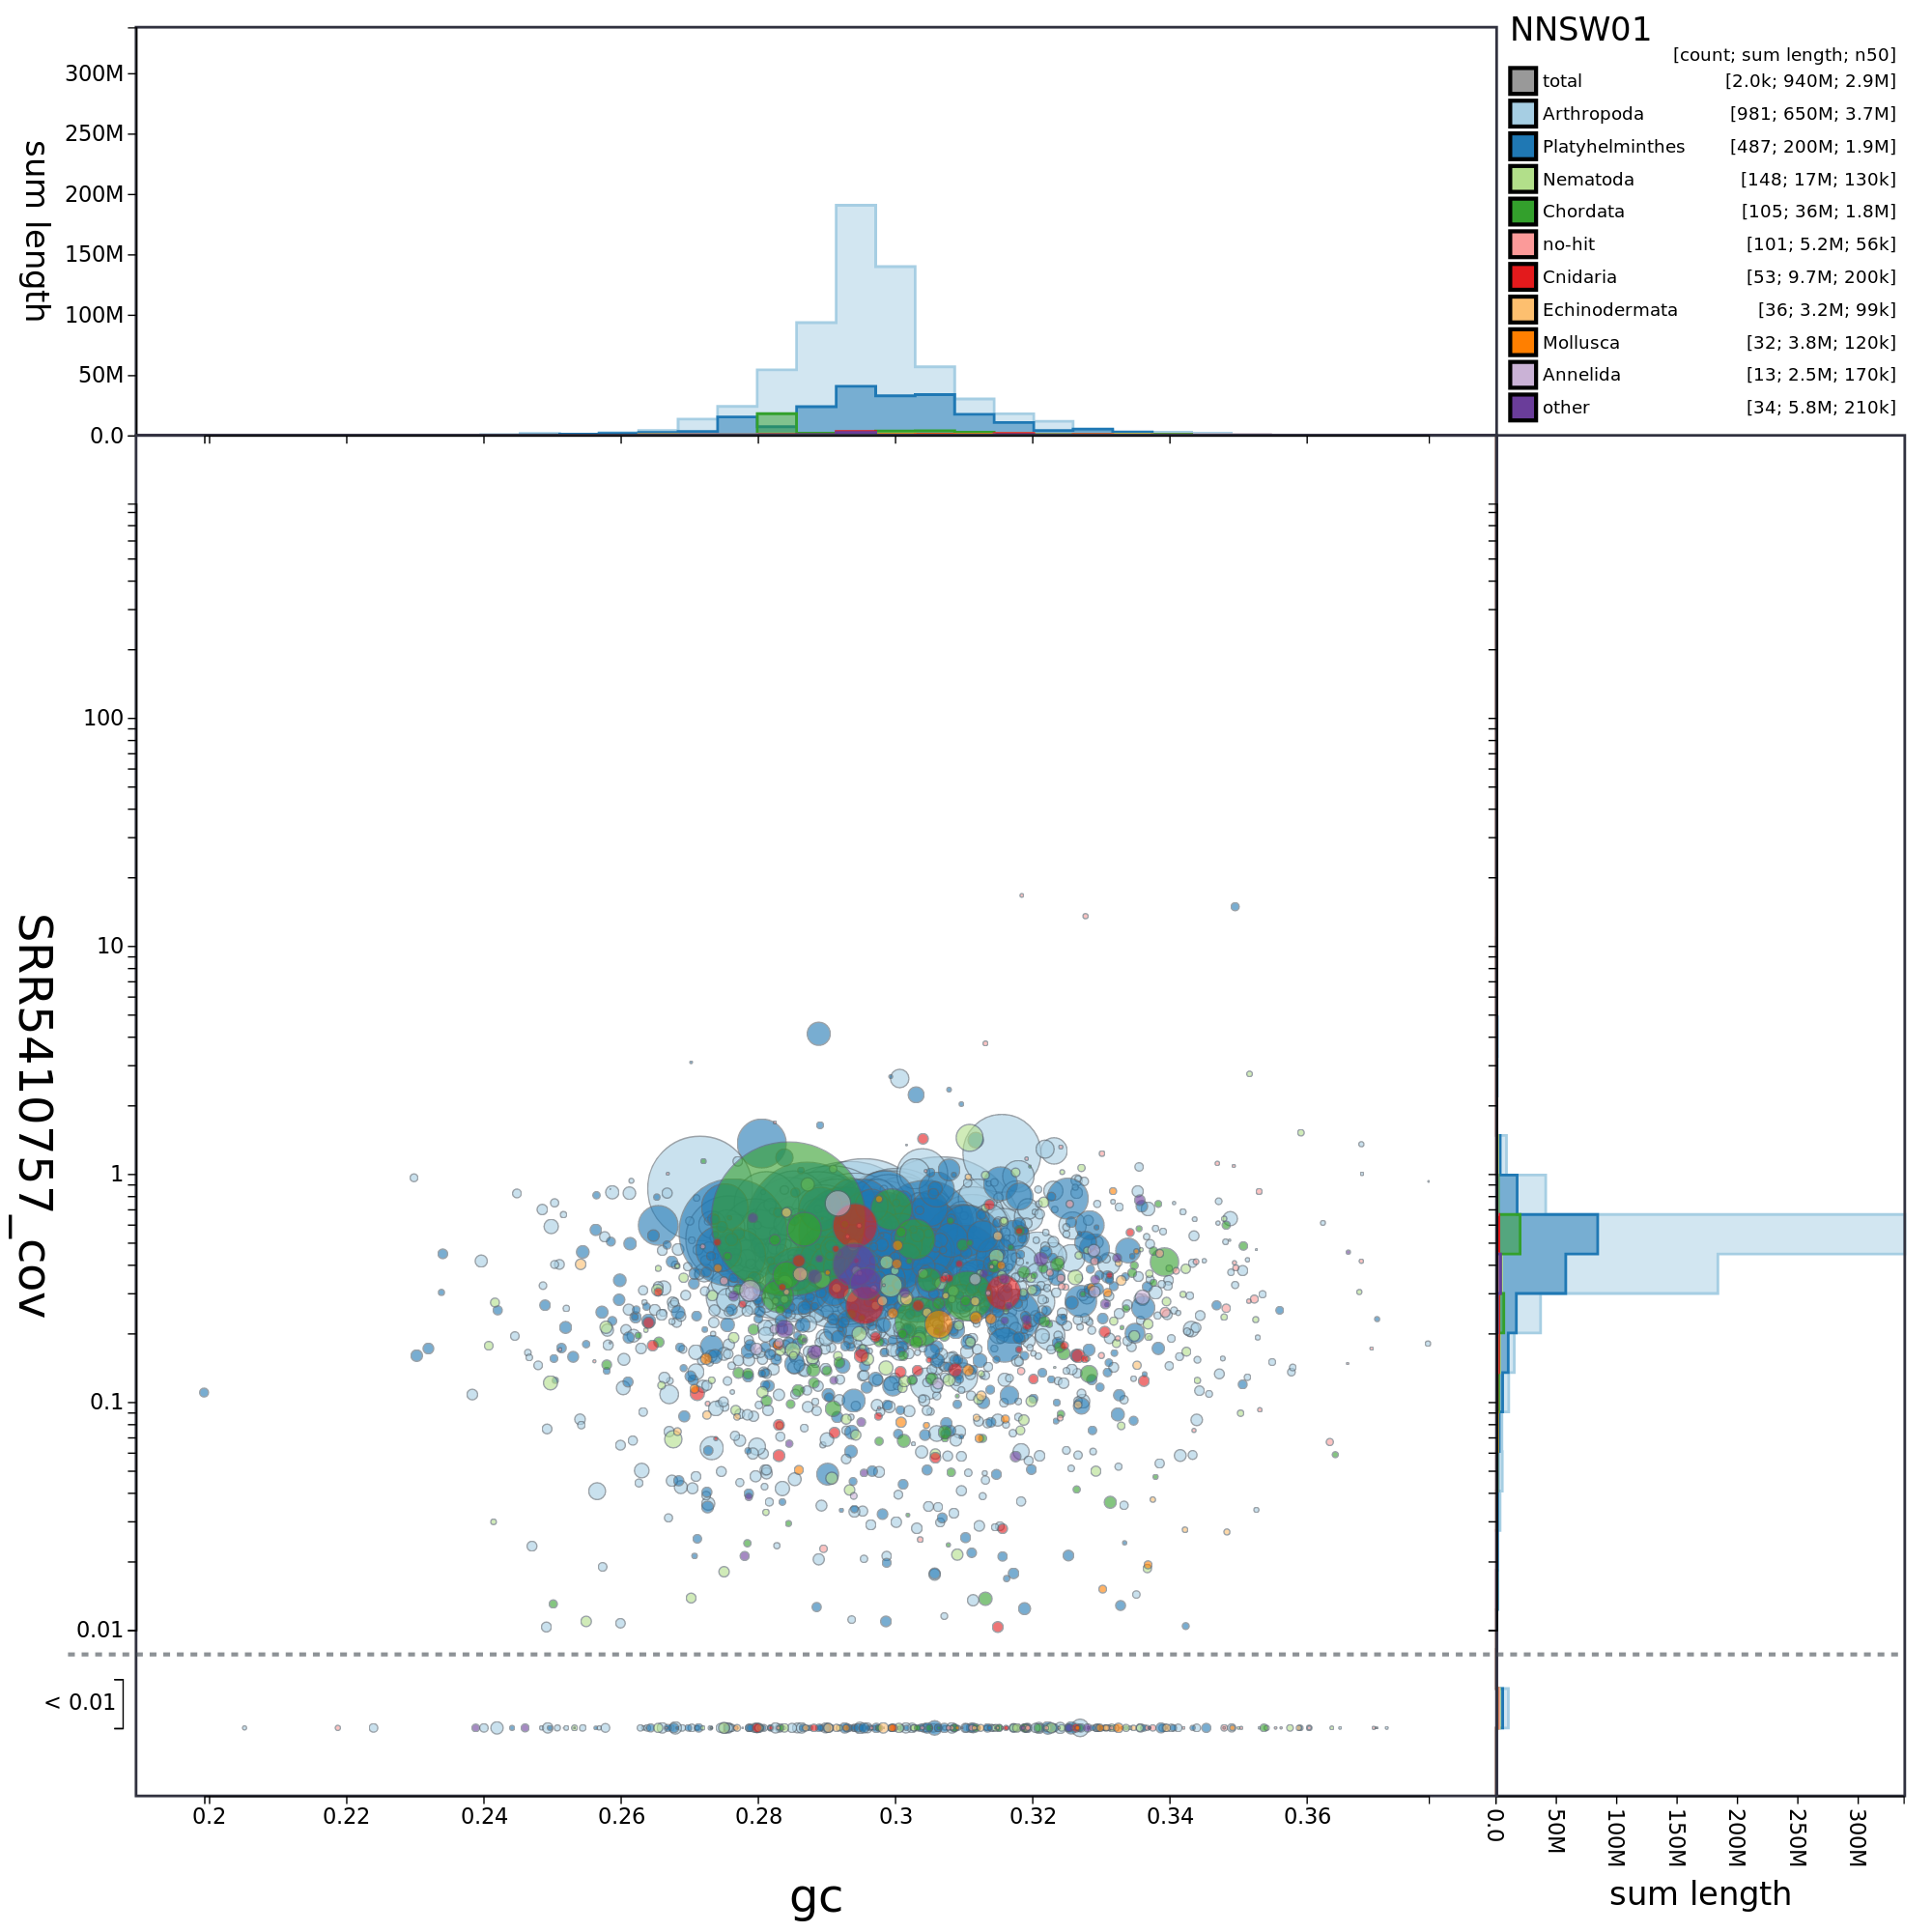 NNSW01
[count; sum length; n50]
total [2.0k; 940M; 2.9M]
Arthropoda [981; 650M; 3.7M]
Platyhelminthes [487; 200M; 1.9M]
Nematoda [148; 17M; 130k]
Chordata [105; 36M; 1.8M]
no-hit [101; 5.2M; 56k]
Cnidaria [53; 9.7M; 200k]
Echinodermata [36; 3.2M; 99k]
Mollusca [32; 3.8M; 120k]
Annelida [13; 2.5M; 170k]
other [34; 5.8M; 210k]
sum length
300M
250M
200M
150M
100M
50M
0.0
SRR5410757_cov
100
10
1
0.1
0.01
< 0.01
0.2 0.22 0.24 0.26 0.28 0.3 0.32 0.34 0.36
gc
0.0 50M 100M 150M 200M 250M 300M
sum length